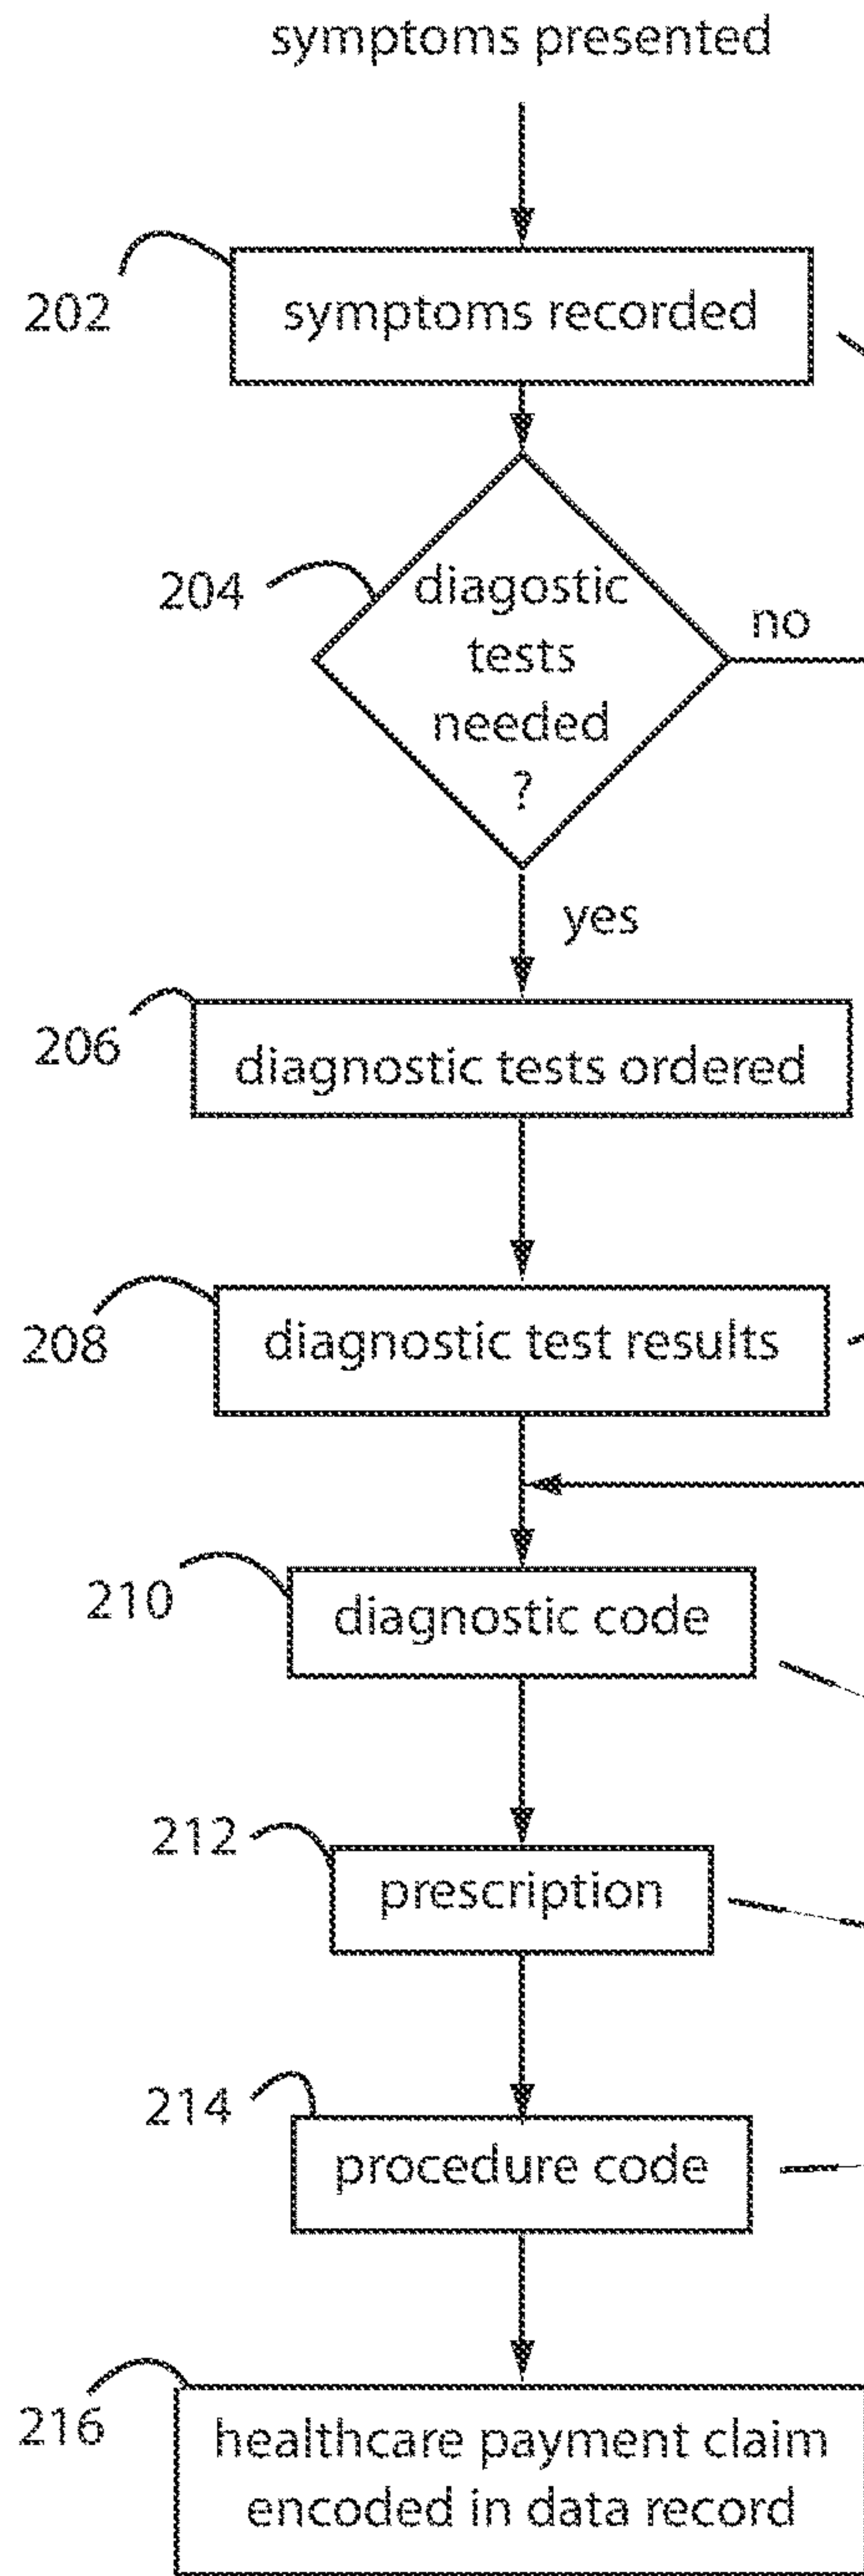 symptoms presented
202
symptoms recorded
204
diagostic
tests
needed
?
no
yes
206
diagnostic tests ordered
208
diagnostic test results
210
diagnostic code
212
prescription
214
procedure code
216
healthcare payment claim
encoded in data record